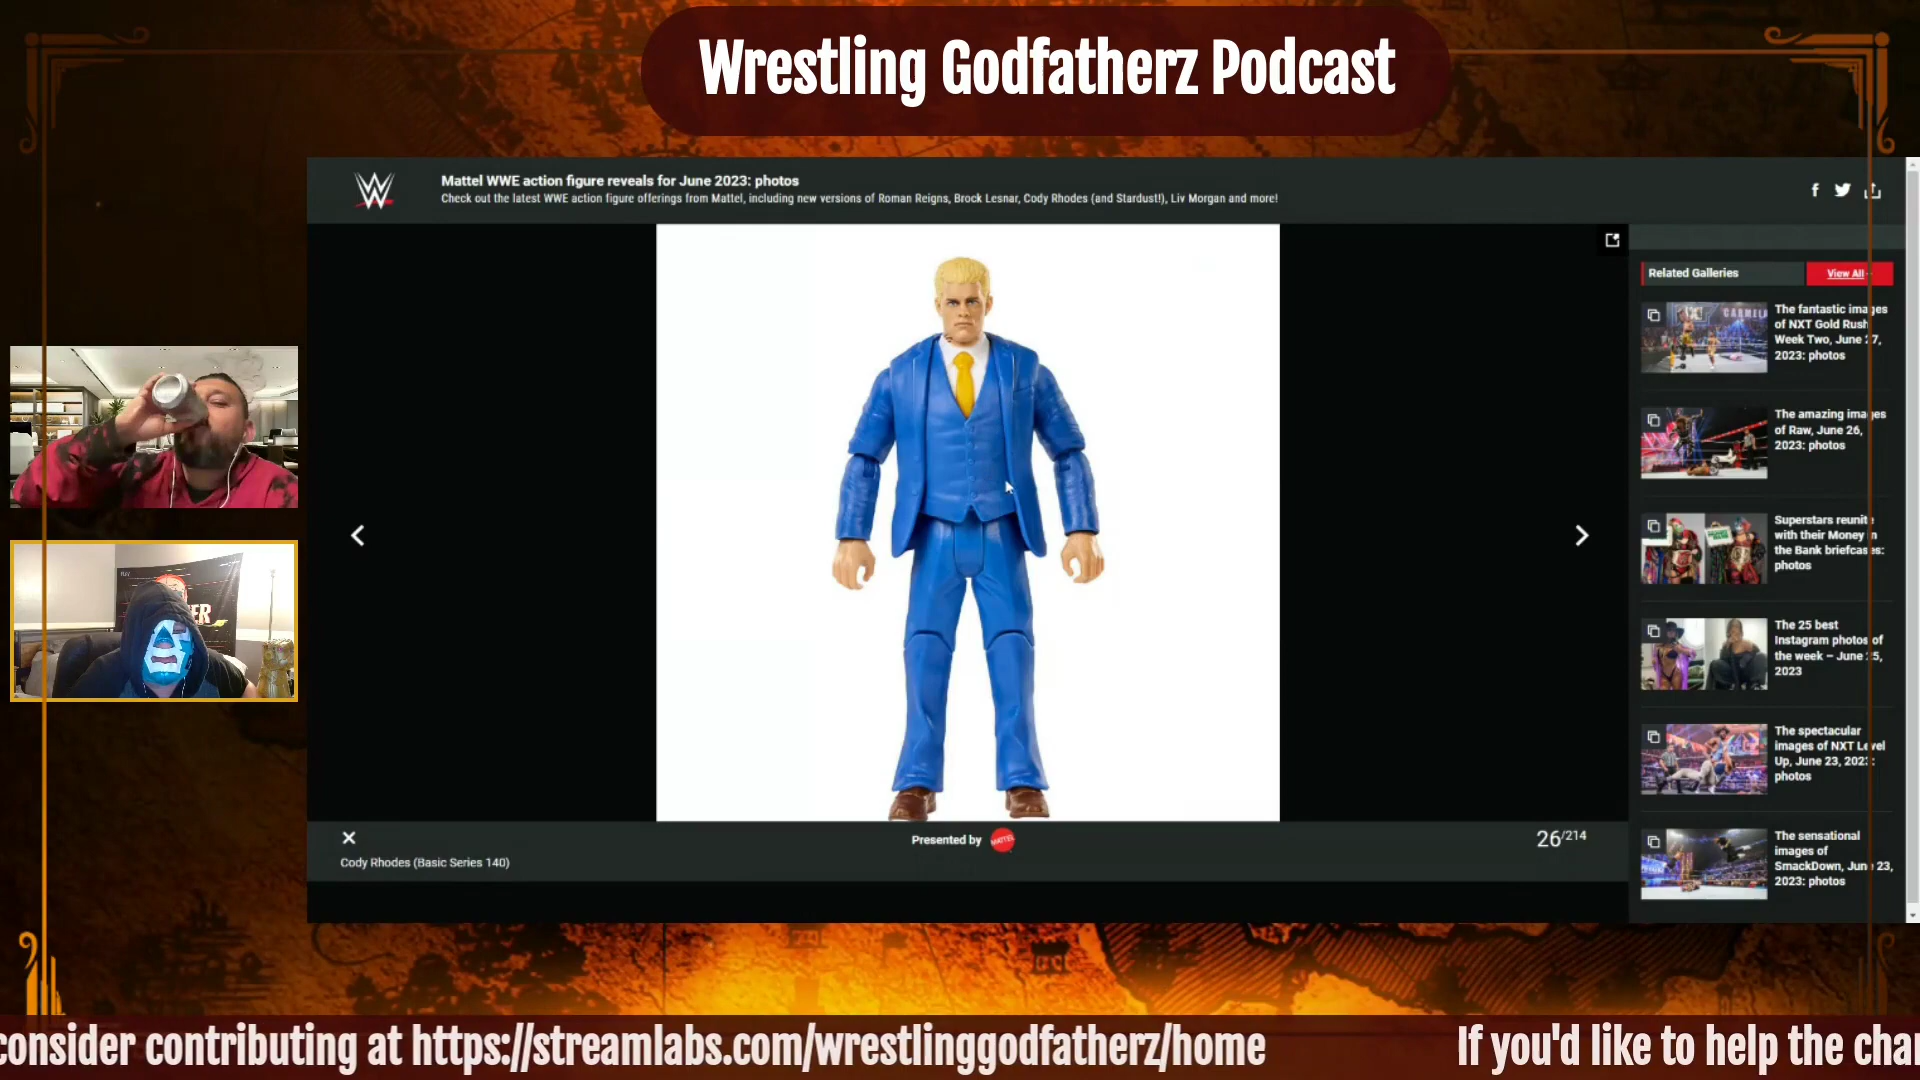 Wrestling Godfatherz Podcast
Mattel WWE action figure reveals for June 2023: photos
Check out the latest WWE action figure offerings from Mattel, including new versions of Roman Reigns, Brock Lesnar, Cody Rhodes (and Stardust!), Liv Morgan and more!
Related Galleries
View All
The fantastic images
of NXT Gold Rush
Week Two, June 27,
2023: photos
The amazing images
of Raw, June 26,
2023: photos
Superstars reunite
with their Money in
the Bank briefcases:
photos
The 25 best
Instagram photos of
the week – June 25,
2023
The spectacular
images of NXT Level
Up, June 23, 2023:
photos
The sensational
images of
SmackDown, June 23,
2023: photos
Presented by MATTEL
26/214
Cody Rhodes (Basic Series 140)
consider contributing at https://streamlabs.com/wrestlinggodfatherz/home
If you'd like to help the